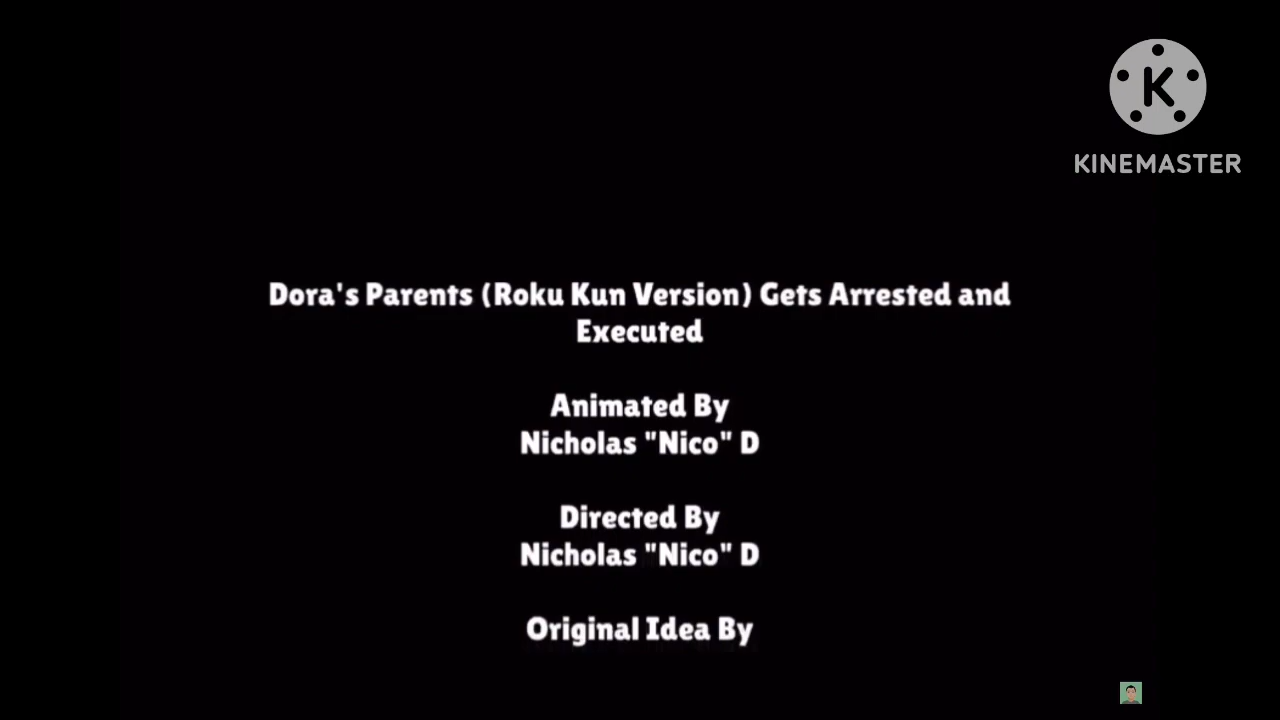 K
KINEMASTER
Dora's Parents (Roku Kun Version) Gets Arrested and
Executed
Animated By
Nicholas "Nico" D
Directed By
Nicholas "Nico" D
Original Idea By